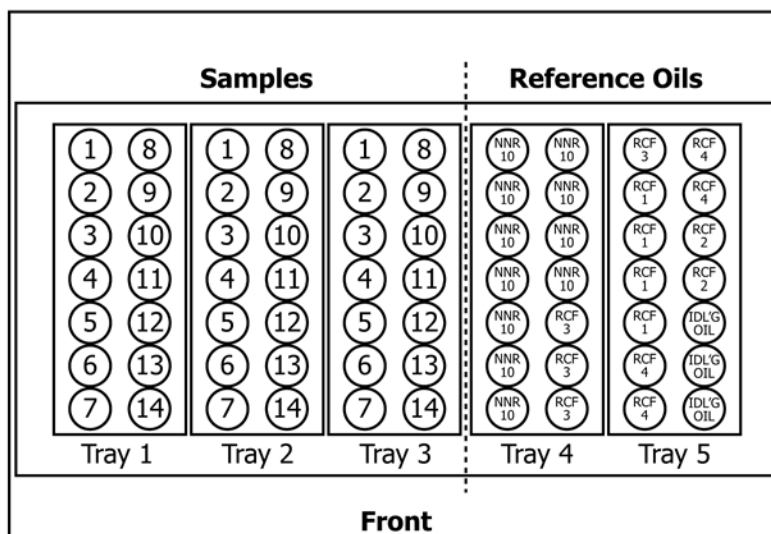 Samples Reference Oils
1 8 1 8 1 8 NNR 10 NNR 10 RCF 3 RCF 4
2 9 2 9 2 9 NNR 10 NNR 10 RCF 1 RCF 4
3 10 3 10 3 10 NNR 10 NNR 10 RCF 1 RCF 2
4 11 4 11 4 11 NNR 10 NNR 10 RCF 1 RCF 2
5 12 5 12 5 12 NNR 10 RCF 3 RCF 1 IDL'G OIL
6 13 6 13 6 13 NNR 10 RCF 3 RCF 4 IDL'G OIL
7 14 7 14 7 14 NNR 10 RCF 3 RCF 4 IDL'G OIL
Tray 1 Tray 2 Tray 3 Tray 4 Tray 5
Front